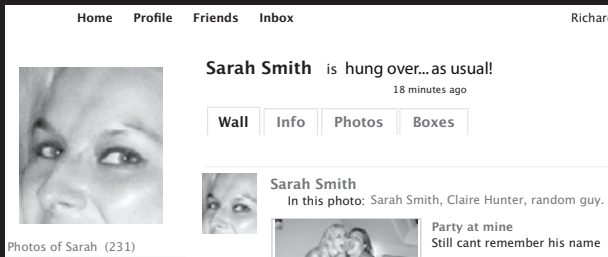 Home Profile Friends Inbox Richar
Sarah Smith is hung over... as usual!
18 minutes ago
Wall Info Photos Boxes
Sarah Smith
In this photo: Sarah Smith, Claire Hunter, random guy.
Party at mine
Still cant remember his name
Photos of Sarah (231)